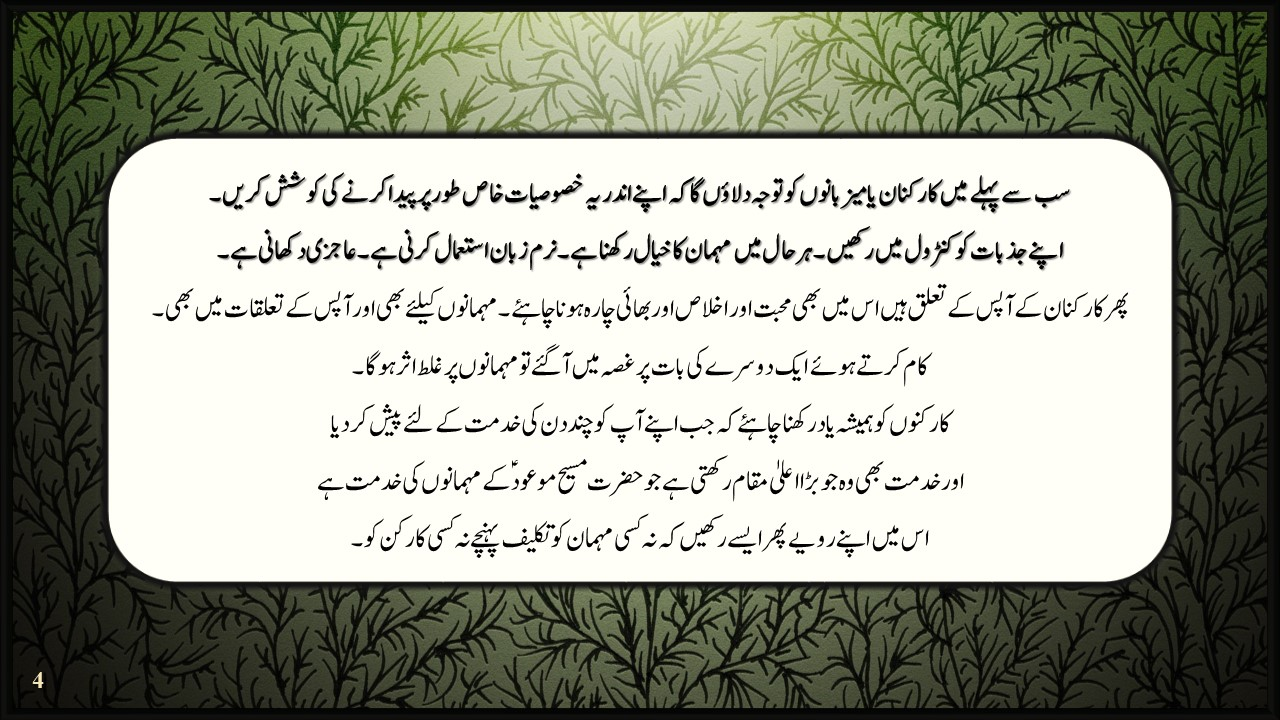 سب سے پہلے میں کارکنان یا میزبانوں کو توجہ دلاؤں گا کہ اپنے اندر یہ خصوصیات خاص طور پر پیدا کرنے کی کوشش کریں۔
اپنے جذبات کو کنٹرول میں رکھیں۔ ہر حال میں مہمان کا خیال رکھنا ہے۔ نرم زبان استعمال کرنی ہے۔ عاجزی دکھانی ہے۔
پھر کارکنان کے آپس کے تعلق ہیں اس میں بھی محبت اور اخلاص اور بھائی چارہ ہونا چاہئے۔ مہمانوں کیلئے بھی اور آپس کے تعلقات میں بھی۔
کام کرتے ہوئے ایک دوسرے کی بات پر غصہ میں آگئے تو مہمانوں پر غلط اثر ہو گا۔
کارکنوں کو ہمیشہ یاد رکھنا چاہئے کہ جب اپنے آپ کو چند دن کی خدمت کے لئے پیش کر دیا
اور خدمت بھی وہ جو بڑا اعلیٰ مقام رکھتی ہے جو حضرت مسیح موعودؑ کے مہمانوں کی خدمت ہے
اس میں اپنے رویے پھر ایسے رکھیں کہ نہ کسی مہمان کو تکلیف پہنچے نہ کسی کارکن کو۔
4